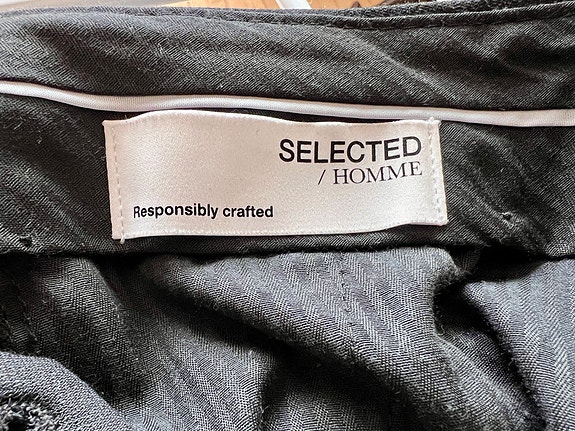 SELECTED
/ HOMME
Responsibly crafted